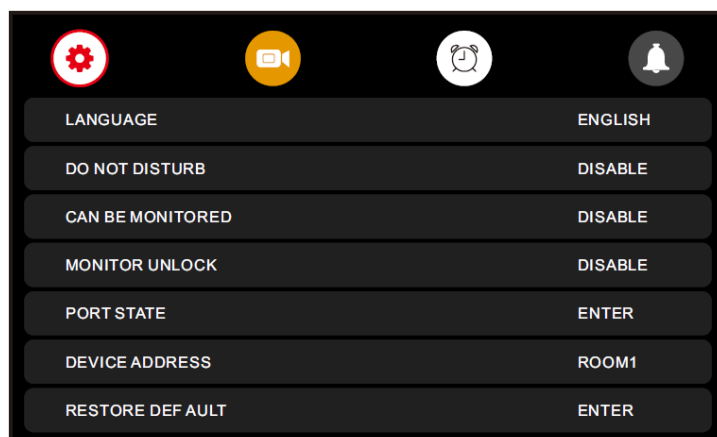 LANGUAGE ENGLISH
DO NOT DISTURB DISABLE
CAN BE MONITORED DISABLE
MONITOR UNLOCK DISABLE
PORT STATE ENTER
DEVICE ADDRESS ROOM1
RESTORE DEF AULT ENTER